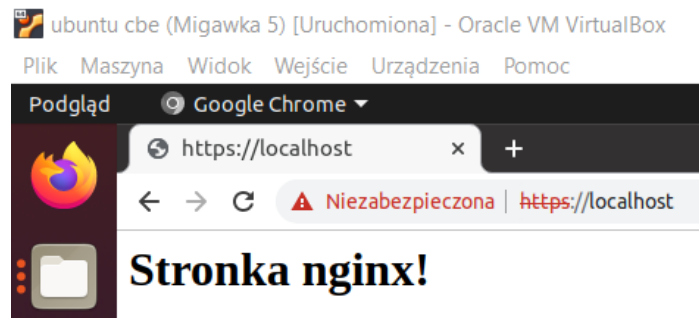 ubuntu cbe (Migawka 5) [Uruchomiona] - Oracle VM VirtualBox
Plik Maszyna Widok Wejście Urządzenia Pomoc
Podgląd Google Chrome
https://localhost × +
Niezabezpieczona | https://localhost
Stronka nginx!